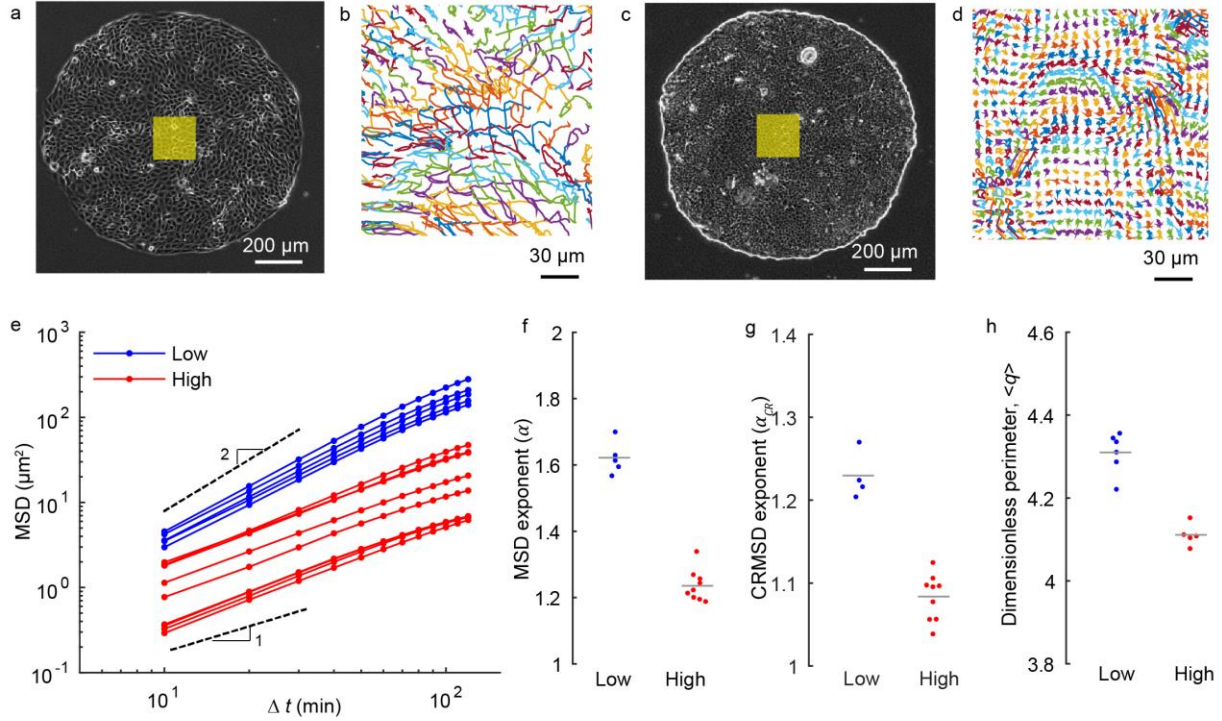 a
b
c
d
200 µm
30 µm
200 µm
30 µm
e
MSD (µm²)
10³
10²
10¹
10⁰
10⁻¹
Low
High
2
1
10¹
10²
Δ t (min)
f
MSD exponent (α)
2
1.8
1.6
1.4
1.2
1
Low
High
g
CRMSD exponent (α_CR)
1.4
1.3
1.2
1.1
1
Low
High
h
Dimensionless perimeter, <q>
4.6
4.4
4.2
4
3.8
Low
High